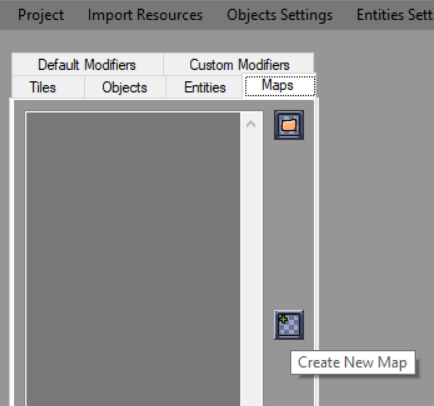 Project Import Resources Objects Settings Entities Sett
Default Modifiers Custom Modifiers
Tiles Objects Entities Maps
Create New Map